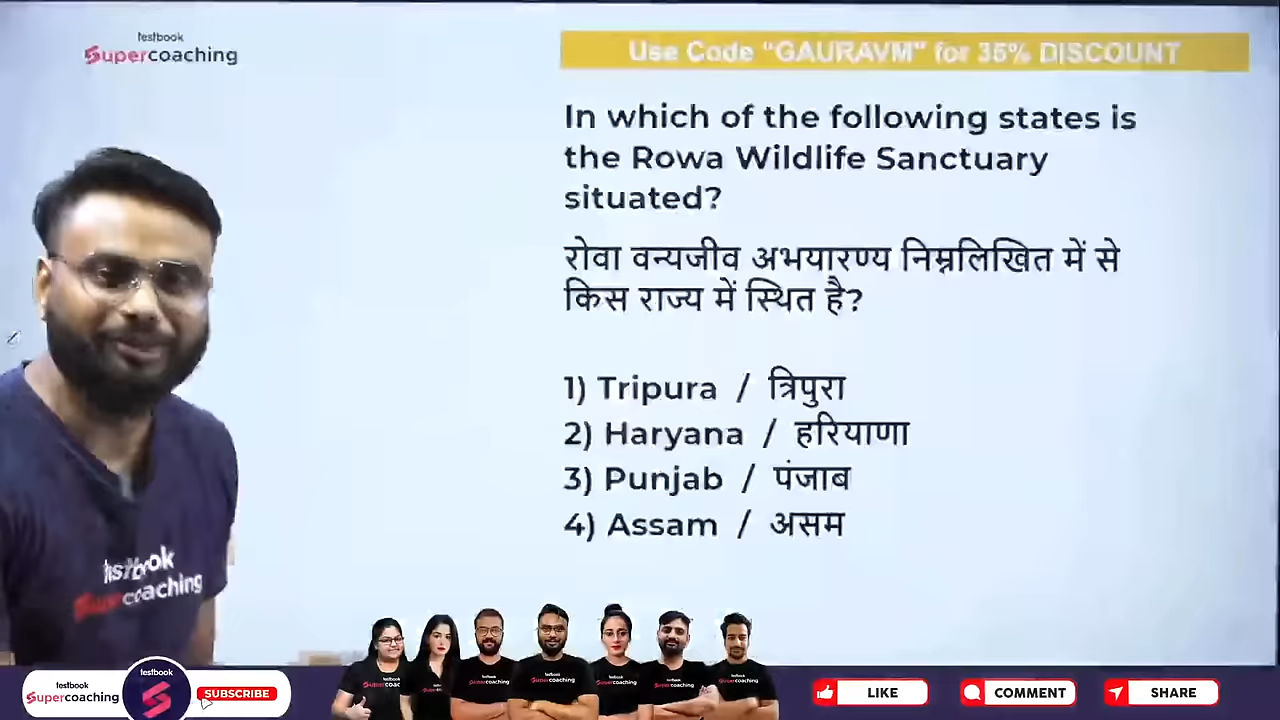 testbook
Supercoaching
Use Code "GAURAVM" for 35% DISCOUNT
In which of the following states is
the Rowa Wildlife Sanctuary
situated?
रोवा वन्यजीव अभयारण्य निम्नलिखित में से
किस राज्य में स्थित है?
1) Tripura / त्रिपुरा
2) Haryana / हरियाणा
3) Punjab / पंजाब
4) Assam / असम
testbook
Supercoaching
testbook
Supercoaching
testbook
SUBSCRIBE
LIKE
COMMENT
SHARE